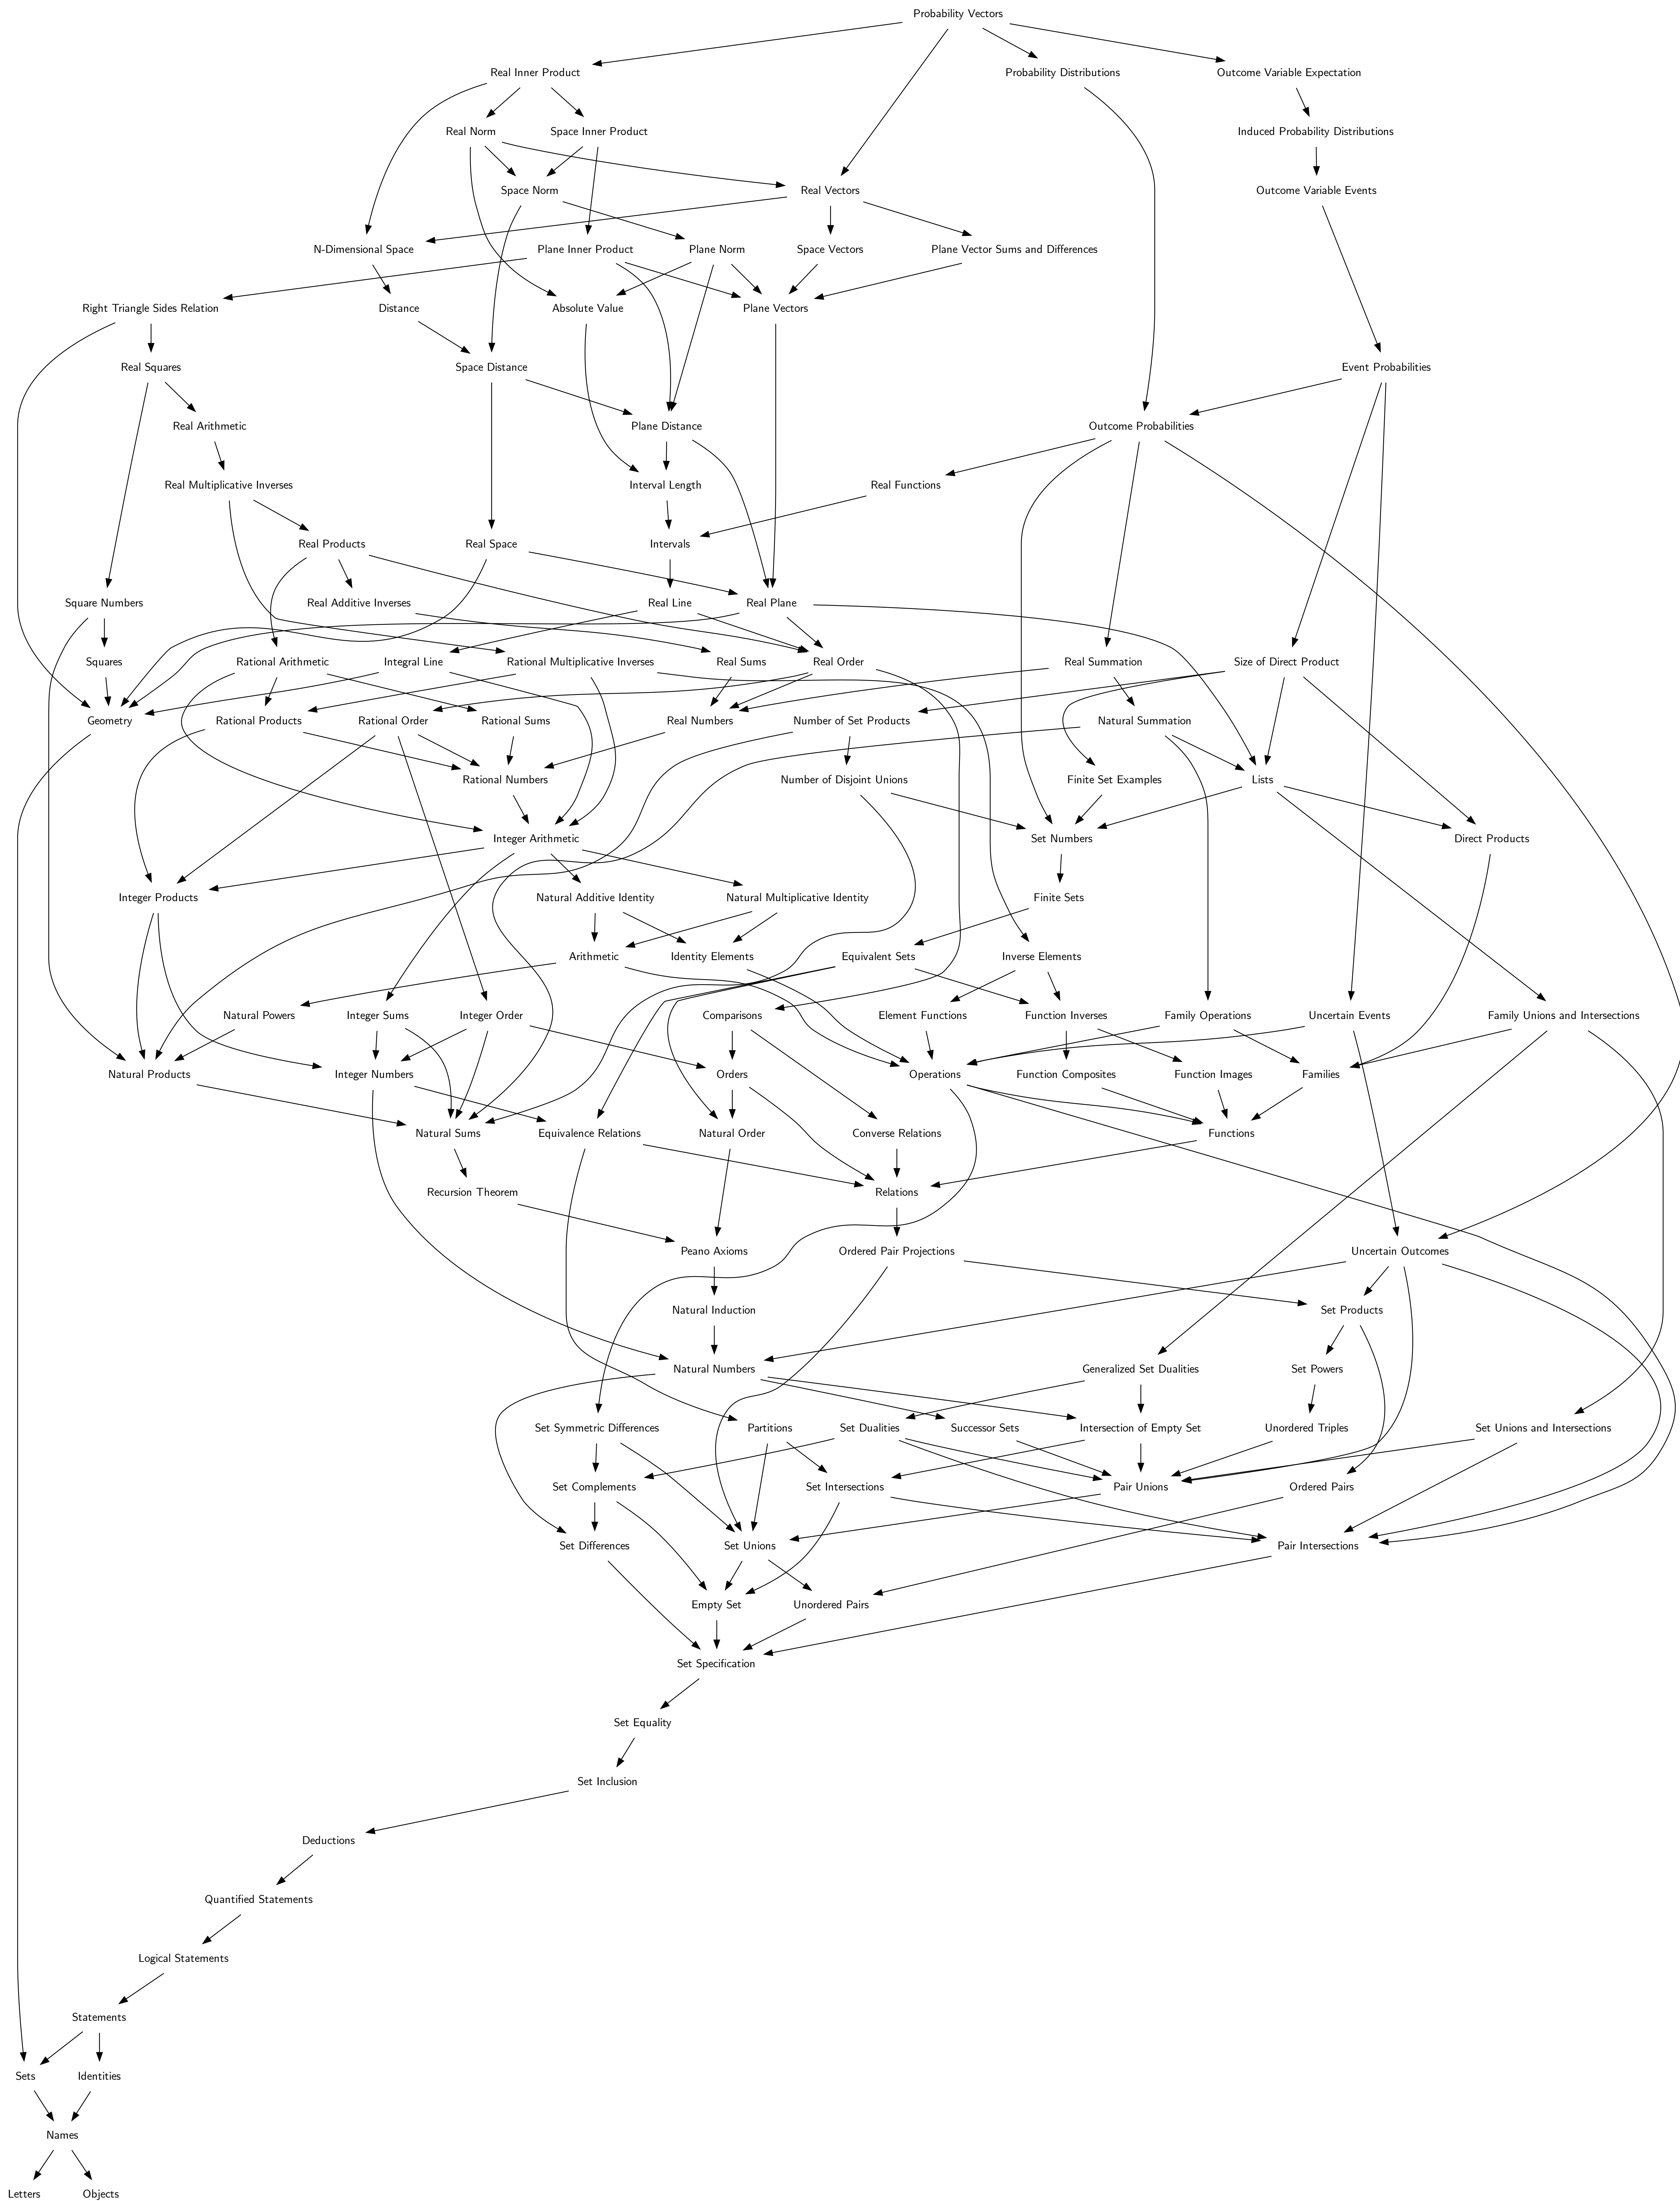 Probability Vectors
Real Inner Product
Probability Distributions
Outcome Variable Expectation
Real Norm
Space Inner Product
Induced Probability Distributions
Space Norm
Real Vectors
Outcome Variable Events
N-Dimensional Space
Plane Inner Product
Plane Norm
Space Vectors
Plane Vector Sums and Differences
Right Triangle Sides Relation
Distance
Absolute Value
Plane Vectors
Real Squares
Space Distance
Event Probabilities
Real Arithmetic
Plane Distance
Outcome Probabilities
Real Multiplicative Inverses
Interval Length
Real Functions
Real Products
Real Space
Intervals
Square Numbers
Real Additive Inverses
Real Line
Real Plane
Squares
Rational Arithmetic
Integral Line
Rational Multiplicative Inverses
Real Sums
Real Order
Real Summation
Size of Direct Product
Geometry
Rational Products
Rational Order
Rational Sums
Real Numbers
Number of Set Products
Natural Summation
Rational Numbers
Number of Disjoint Unions
Finite Set Examples
Lists
Integer Arithmetic
Set Numbers
Direct Products
Integer Products
Natural Additive Identity
Natural Multiplicative Identity
Finite Sets
Arithmetic
Identity Elements
Equivalent Sets
Inverse Elements
Natural Powers
Integer Sums
Integer Order
Comparisons
Element Functions
Function Inverses
Family Operations
Uncertain Events
Family Unions and Intersections
Natural Products
Integer Numbers
Orders
Operations
Function Composites
Function Images
Families
Natural Sums
Equivalence Relations
Natural Order
Converse Relations
Functions
Recursion Theorem
Relations
Peano Axioms
Ordered Pair Projections
Uncertain Outcomes
Natural Induction
Set Products
Natural Numbers
Generalized Set Dualities
Set Powers
Set Symmetric Differences
Partitions
Set Dualities
Successor Sets
Intersection of Empty Set
Unordered Triples
Set Unions and Intersections
Set Complements
Set Intersections
Pair Unions
Ordered Pairs
Set Differences
Set Unions
Pair Intersections
Empty Set
Unordered Pairs
Set Specification
Set Equality
Set Inclusion
Deductions
Quantified Statements
Logical Statements
Statements
Sets
Identities
Names
Letters
Objects